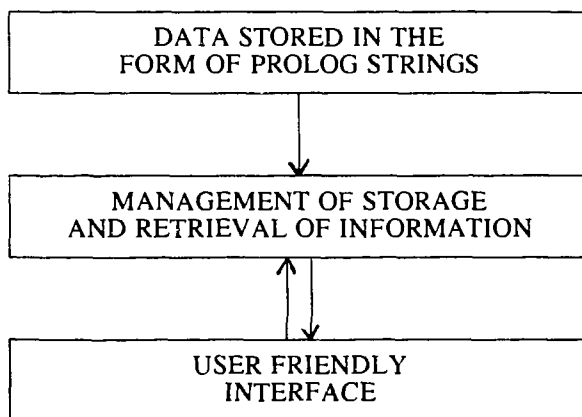 DATA STORED IN THE
FORM OF PROLOG STRINGS
MANAGEMENT OF STORAGE
AND RETRIEVAL OF INFORMATION
USER FRIENDLY
INTERFACE